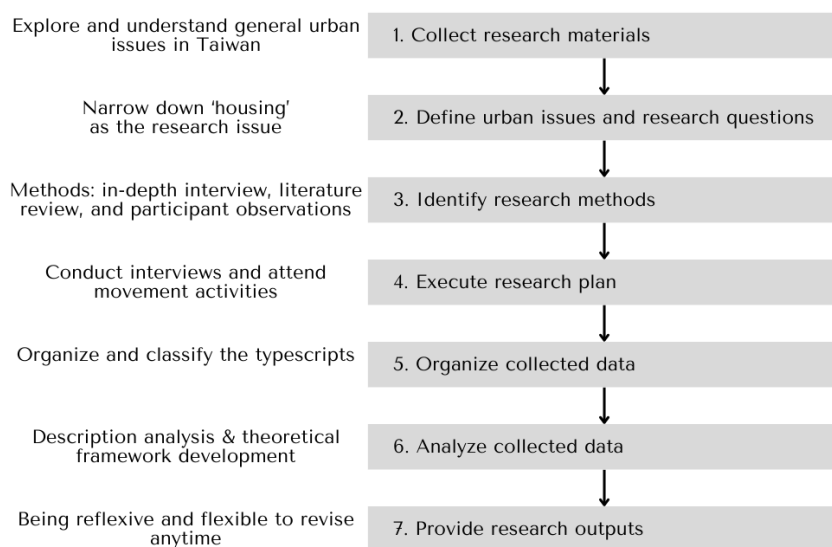 Explore and understand general urban
issues in Taiwan
1. Collect research materials
Narrow down ‘housing’
as the research issue
2. Define urban issues and research questions
Methods: in-depth interview, literature
review, and participant observations
3. Identify research methods
Conduct interviews and attend
movement activities
4. Execute research plan
Organize and classify the typescripts
5. Organize collected data
Description analysis & theoretical
framework development
6. Analyze collected data
Being reflexive and flexible to revise
anytime
7. Provide research outputs